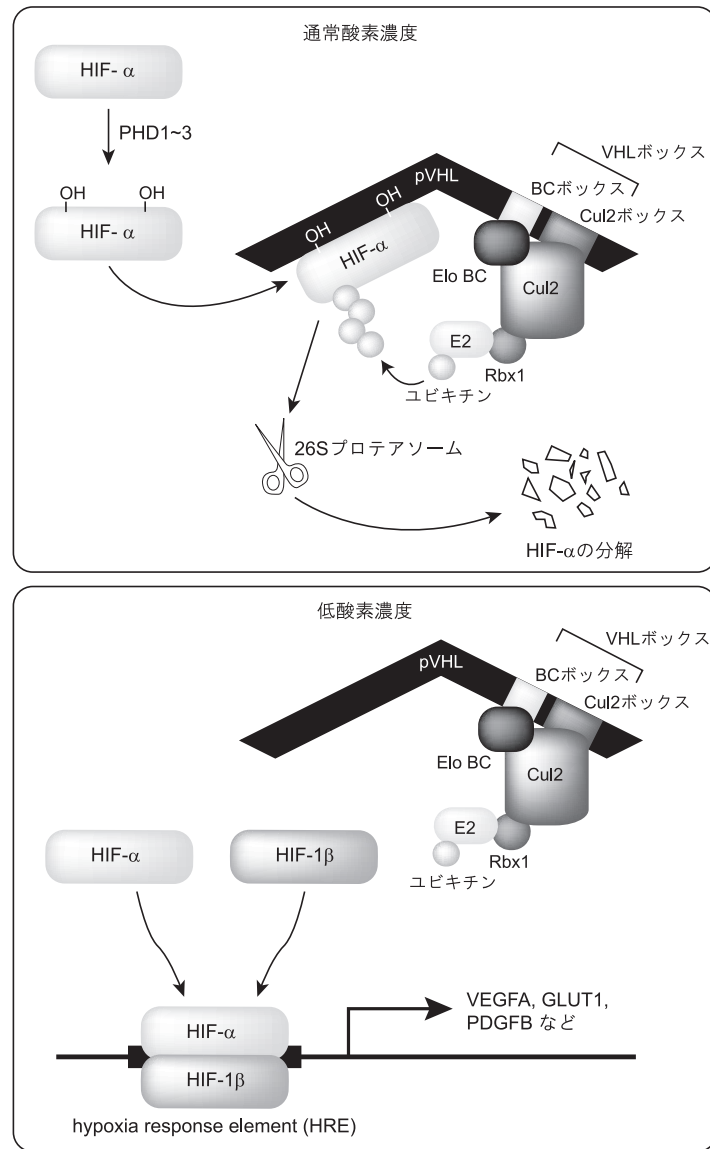 通常酸素濃度
HIF- α
PHD1~3
OH OH
HIF- α
pVHL
VHLボックス
BCボックス
Cul2ボックス
OH
OH
HIF-α
Elo BC
Cul2
E2
Rbx1
ユビキチン
26Sプロテアソーム
HIF-αの分解
低酸素濃度
pVHL
VHLボックス
BCボックス
Cul2ボックス
Elo BC
Cul2
E2
Rbx1
ユビキチン
HIF-α
HIF-1β
HIF-α
HIF-1β
VEGFA, GLUT1,
PDGFB など
hypoxia response element (HRE)